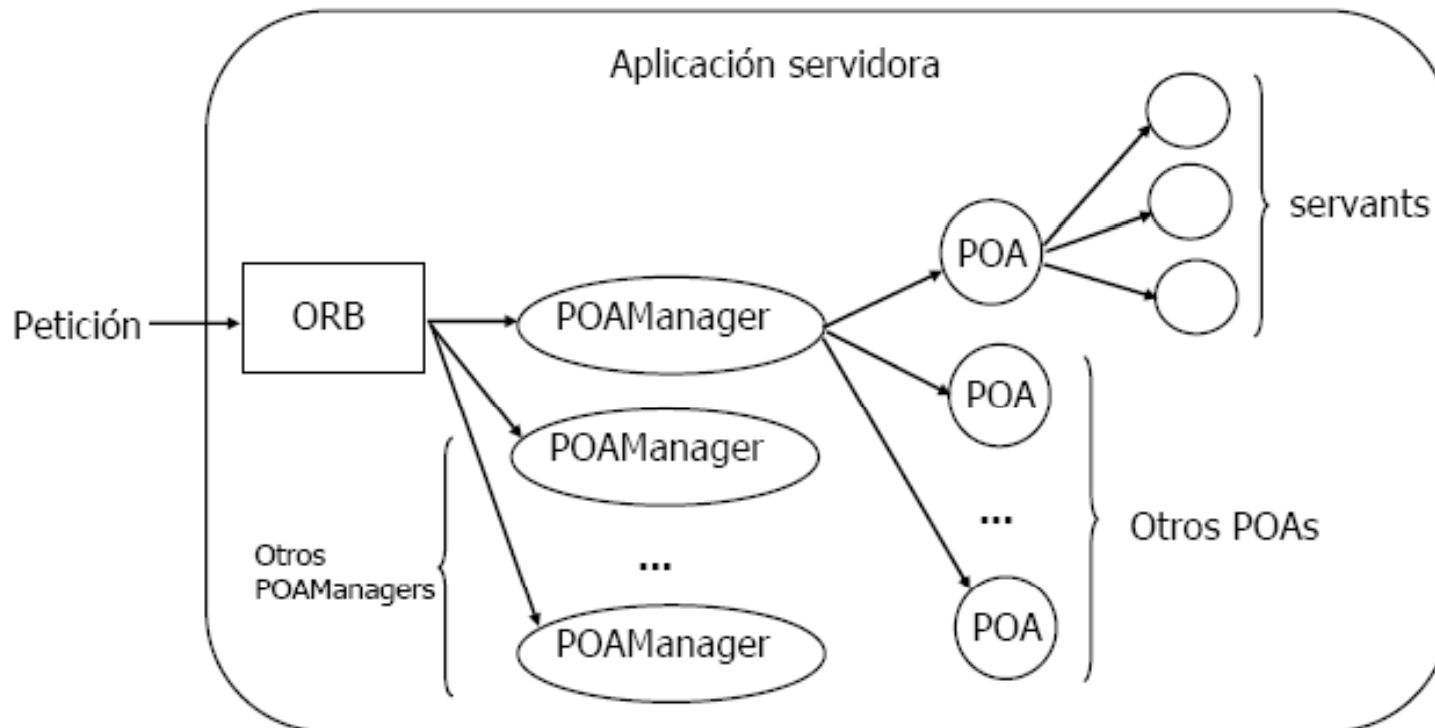 Aplicación servidora
servants
POA
Petición
ORB
POAManager
POA
POAManager
...
...
Otros POAs
Otros
POAManagers
POA
POAManager